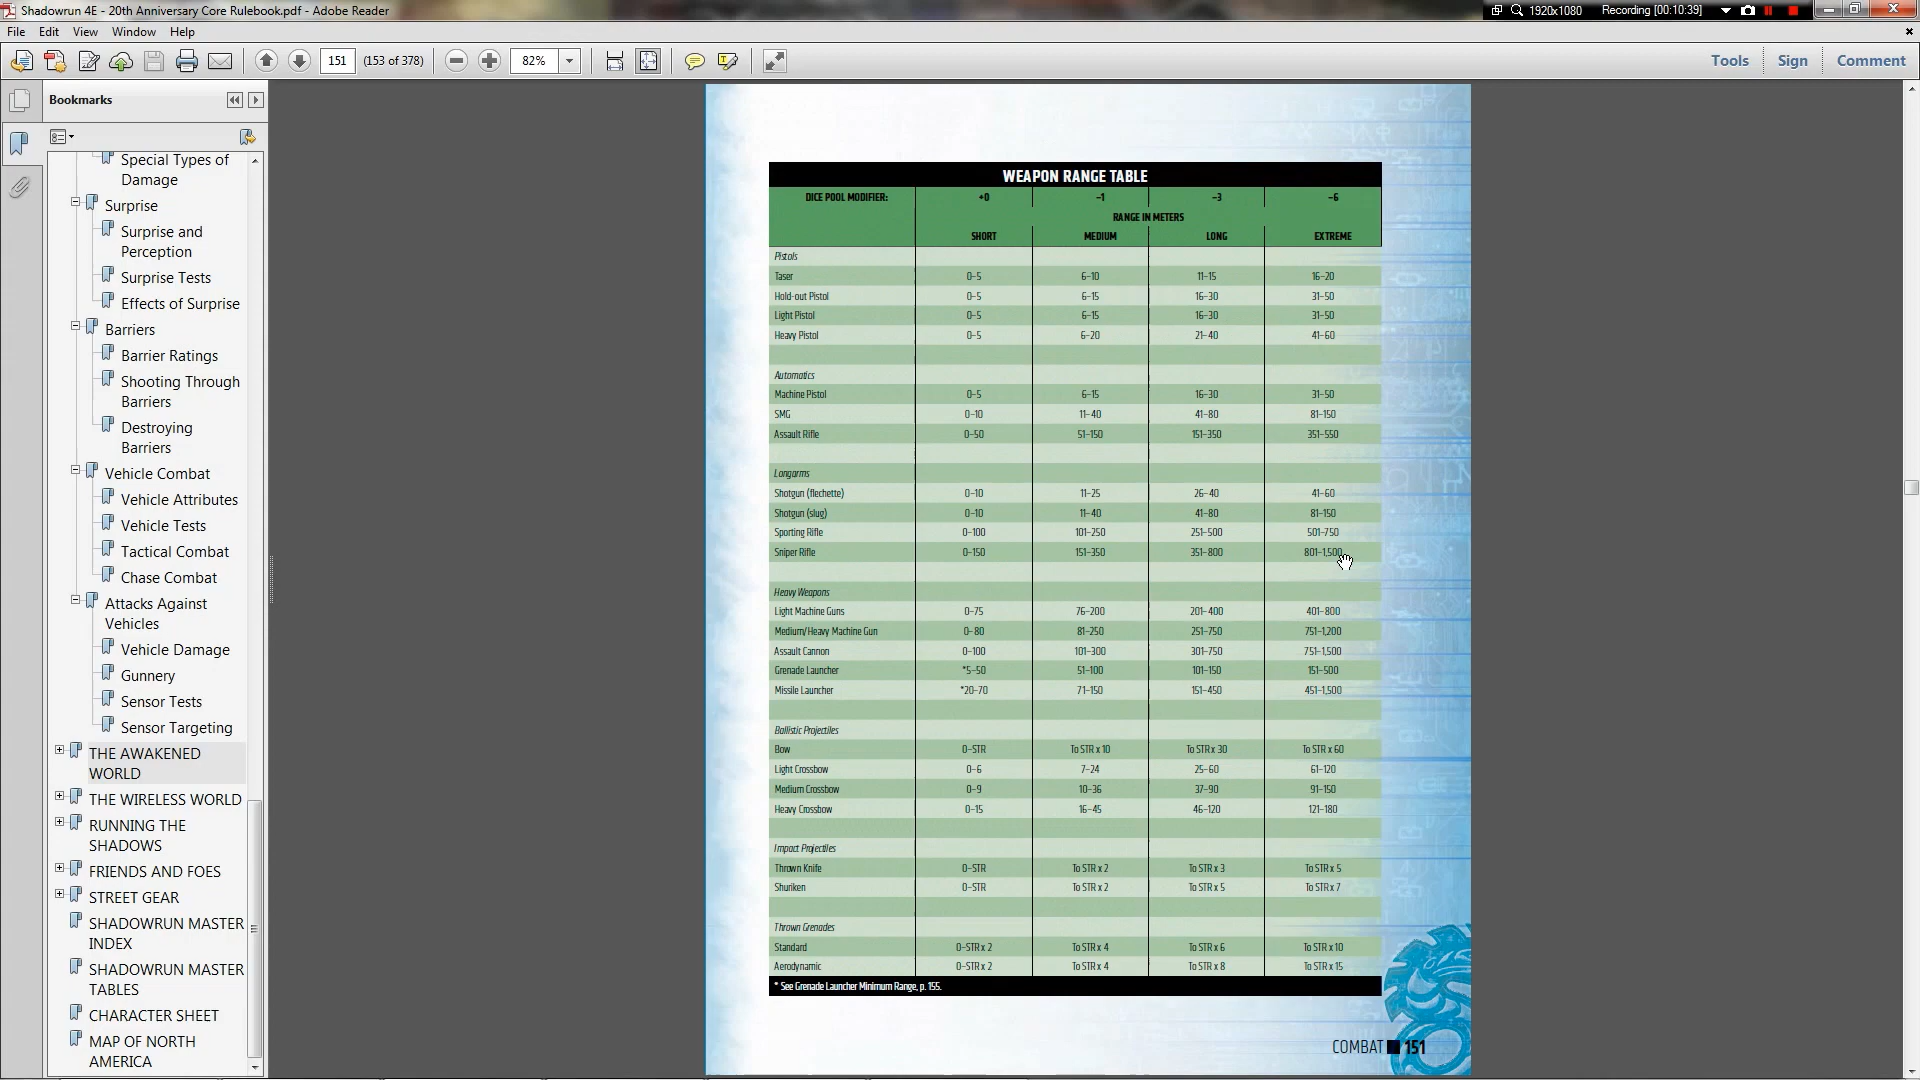 Shadowrun 4E - 20th Anniversary Core Rulebook.pdf - Adobe Reader
1920x1080 Recording [00:10:39]
File Edit View Window Help
151 (153 of 378) 82% Tools Sign Comment
Bookmarks
Special Types of
Damage
Surprise
Surprise and
Perception
Surprise Tests
Effects of Surprise
Barriers
Barrier Ratings
Shooting Through
Barriers
Destroying
Barriers
Vehicle Combat
Vehicle Attributes
Vehicle Tests
Tactical Combat
Chase Combat
Attacks Against
Vehicles
Vehicle Damage
Gunnery
Sensor Tests
Sensor Targeting
THE AWAKENED
WORLD
THE WIRELESS WORLD
RUNNING THE
SHADOWS
FRIENDS AND FOES
STREET GEAR
SHADOWRUN MASTER
INDEX
SHADOWRUN MASTER
TABLES
CHARACTER SHEET
MAP OF NORTH
AMERICA
WEAPON RANGE TABLE
DICE POOL MODIFIER: +0 –1 –3 –6
RANGE IN METERS
SHORT MEDIUM LONG EXTREME
Pistols
Taser 0–5 6–10 11–15 16–20
Hold-out Pistol 0–5 6–15 16–30 31–50
Light Pistol 0–5 6–15 16–30 31–50
Heavy Pistol 0–5 6–20 21–40 41–60
Automatics
Machine Pistol 0–5 6–15 16–30 31–50
SMG 0–10 11–40 41–80 81–150
Assault Rifle 0–50 51–150 151–350 351–550
Longarms
Shotgun (flechette) 0–10 11–25 26–40 41–60
Shotgun (slug) 0–10 11–40 41–80 81–150
Sporting Rifle 0–100 101–250 251–500 501–750
Sniper Rifle 0–150 151–350 351–800 801–1,500
Heavy Weapons
Light Machine Guns 0–75 76–200 201–400 401–800
Medium/Heavy Machine Gun 0–80 81–250 251–750 751–1,200
Assault Cannon 0–100 101–300 301–750 751–1,500
Grenade Launcher *5–50 51–100 101–150 151–500
Missile Launcher *20–70 71–150 151–450 451–1,500
Ballistic Projectiles
Bow 0–STR To STR x 10 To STR x 30 To STR x 60
Light Crossbow 0–6 7–24 25–60 61–120
Medium Crossbow 0–9 10–36 37–90 91–150
Heavy Crossbow 0–15 16–45 46–120 121–180
Impact Projectiles
Thrown Knife 0–STR To STR x 2 To STR x 3 To STR x 5
Shuriken 0–STR To STR x 2 To STR x 5 To STR x 7
Thrown Grenades
Standard 0–STR x 2 To STR x 4 To STR x 6 To STR x 10
Aerodynamic 0–STR x 2 To STR x 4 To STR x 8 To STR x 15
* See Grenade Launcher Minimum Range, p. 155.
COMBAT 151